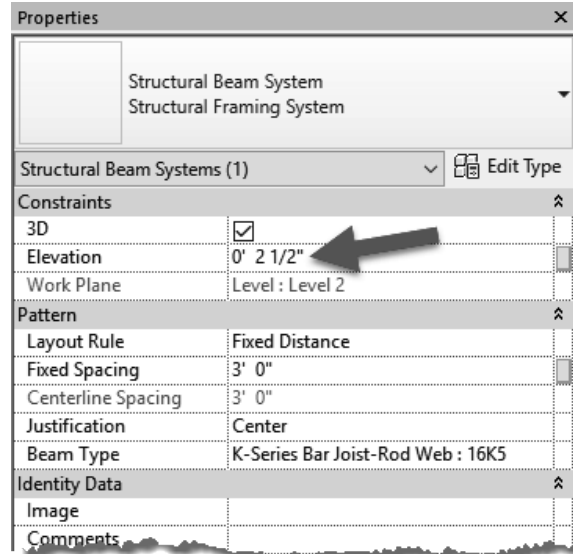 Properties ×
Structural Beam System
Structural Framing System
Structural Beam Systems (1) Edit Type
Constraints
3D
Elevation 0' 2 1/2"
Work Plane Level : Level 2
Pattern
Layout Rule Fixed Distance
Fixed Spacing 3' 0"
Centerline Spacing 3' 0"
Justification Center
Beam Type K-Series Bar Joist-Rod Web : 16K5
Identity Data
Image
Comments